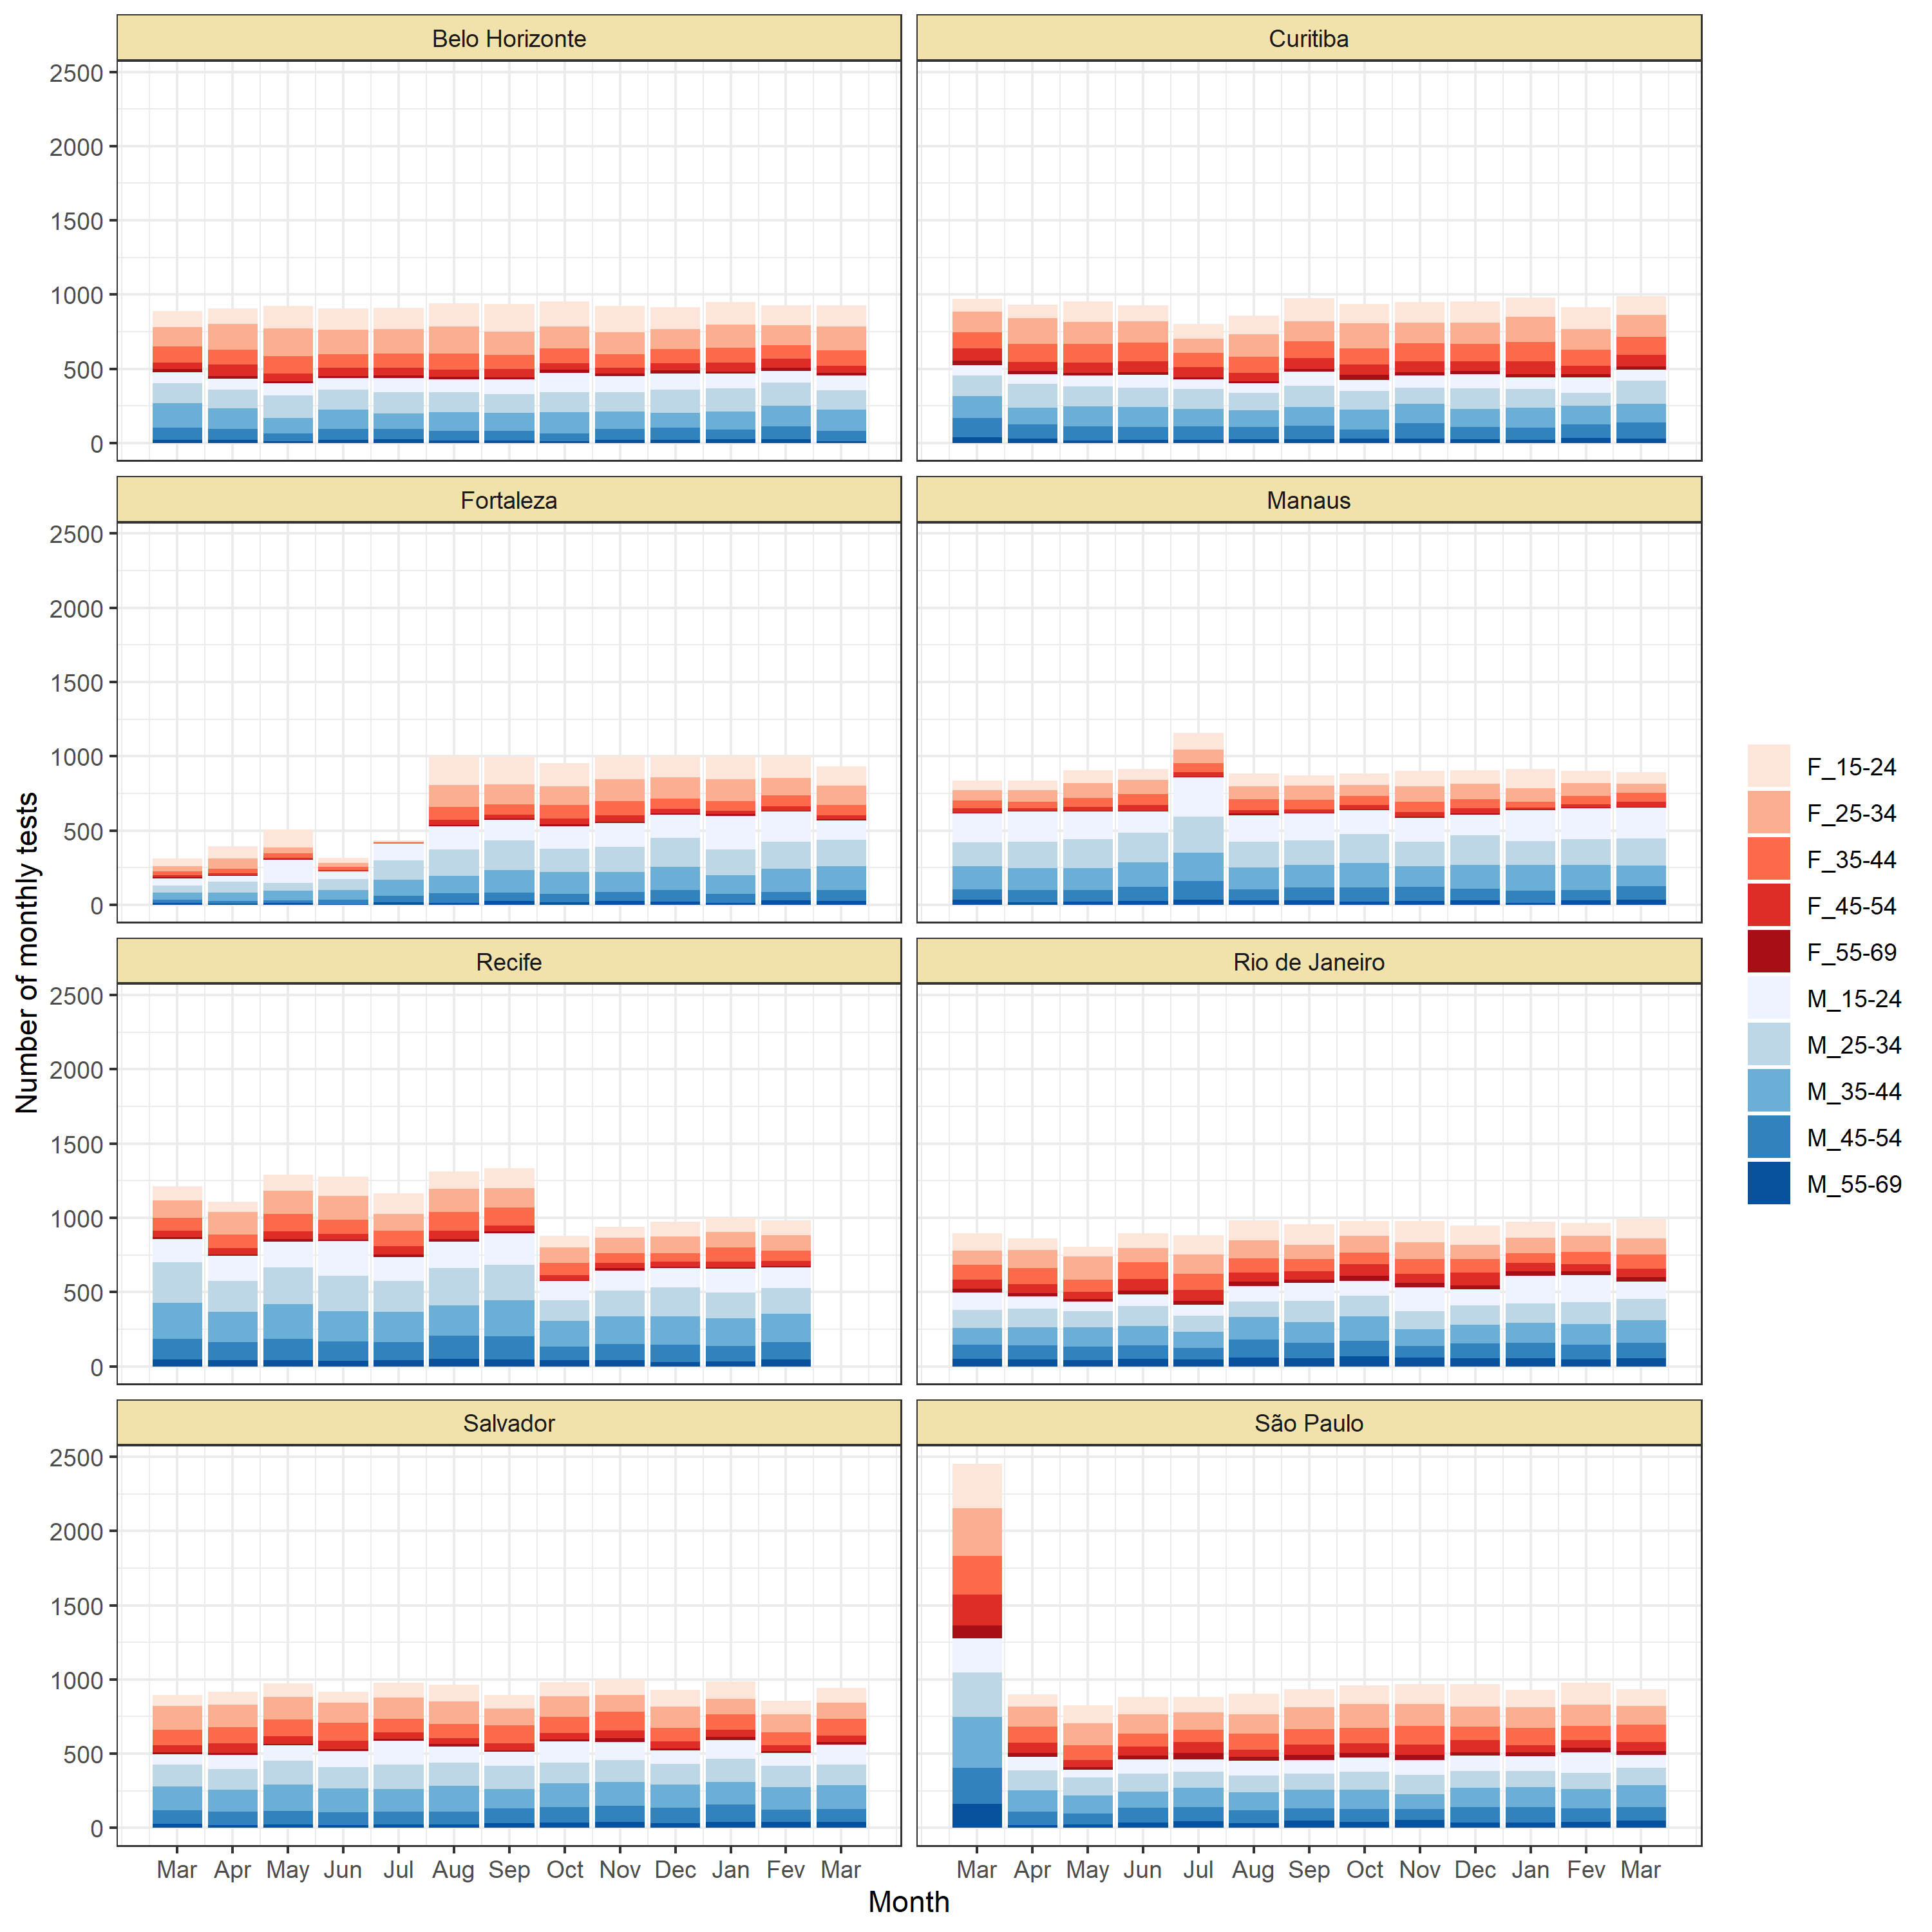 Belo Horizonte
Curitiba
2500
2000
1500
1000
500
0
Fortaleza
Manaus
2500
2000
1500
1000
500
0
Recife
Rio de Janeiro
2500
2000
1500
1000
500
0
Salvador
São Paulo
2500
2000
1500
1000
500
0
Mar Apr May Jun Jul Aug Sep Oct Nov Dec Jan Fev Mar
Mar Apr May Jun Jul Aug Sep Oct Nov Dec Jan Fev Mar
Month
Number of monthly tests
F_15-24
F_25-34
F_35-44
F_45-54
F_55-69
M_15-24
M_25-34
M_35-44
M_45-54
M_55-69